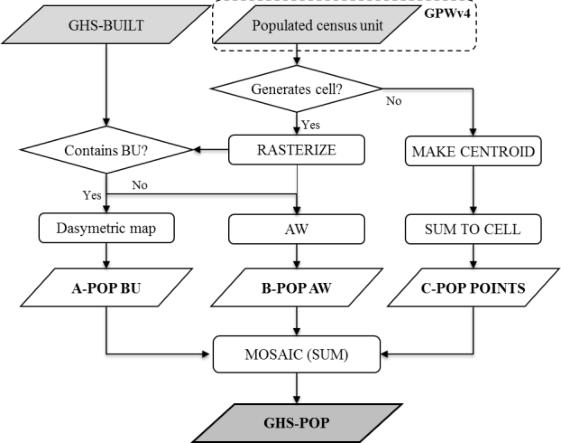 GHS-BUILT
Populated census unit
GPWv4
Generates cell?
No
Yes
Contains BU?
RASTERIZE
MAKE CENTROID
No
Yes
Dasymetric map
AW
SUM TO CELL
A-POP BU
B-POP AW
C-POP POINTS
MOSAIC (SUM)
GHS-POP